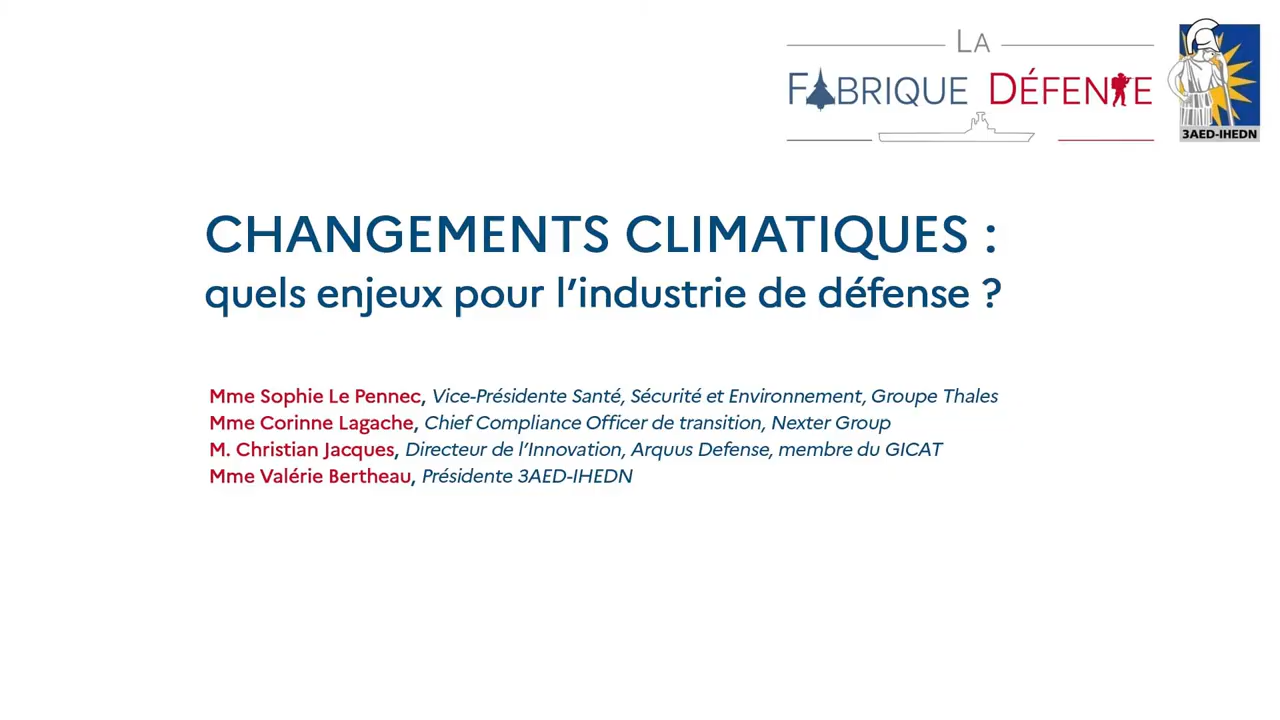 LA
FABRIQUE DÉFENSE
3AED-IHEDN
CHANGEMENTS CLIMATIQUES :
quels enjeux pour l’industrie de défense ?
Mme Sophie Le Pennec, Vice-Présidente Santé, Sécurité et Environnement, Groupe Thales
Mme Corinne Lagache, Chief Compliance Officer de transition, Nexter Group
M. Christian Jacques, Directeur de l’Innovation, Arquus Defense, membre du GICAT
Mme Valérie Bertheau, Présidente 3AED-IHEDN